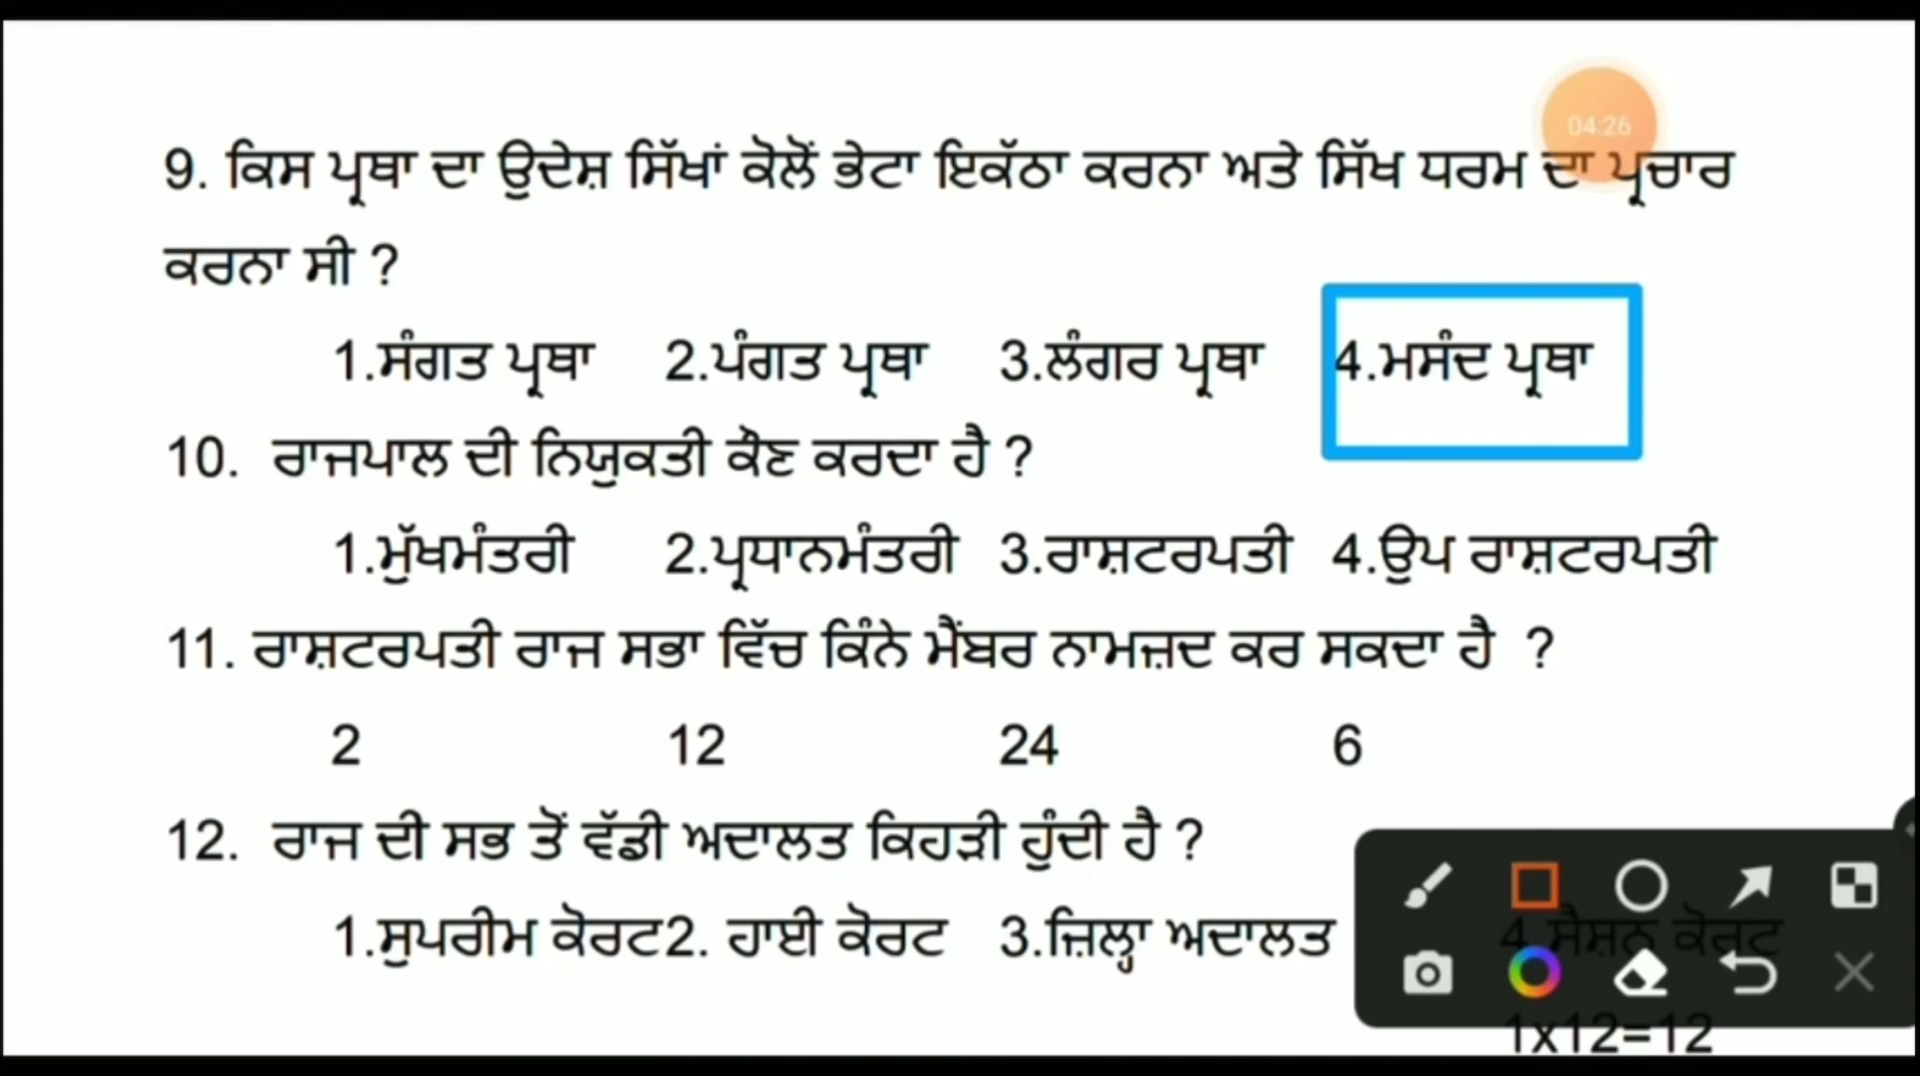 04:26
9. ਕਿਸ ਪ੍ਰਥਾ ਦਾ ਉਦੇਸ਼ ਸਿੱਖਾਂ ਕੋਲੋਂ ਭੇਟਾ ਇਕੱਠਾ ਕਰਨਾ ਅਤੇ ਸਿੱਖ ਧਰਮ ਦਾ ਪ੍ਰਚਾਰ
ਕਰਨਾ ਸੀ ?
1.ਸੰਗਤ ਪ੍ਰਥਾ 2.ਪੰਗਤ ਪ੍ਰਥਾ 3.ਲੰਗਰ ਪ੍ਰਥਾ 4.ਮਸੰਦ ਪ੍ਰਥਾ
10. ਰਾਜਪਾਲ ਦੀ ਨਿਯੁਕਤੀ ਕੌਣ ਕਰਦਾ ਹੈ ?
1.ਮੁੱਖਮੰਤਰੀ 2.ਪ੍ਰਧਾਨਮੰਤਰੀ 3.ਰਾਸ਼ਟਰਪਤੀ 4.ਉਪ ਰਾਸ਼ਟਰਪਤੀ
11. ਰਾਸ਼ਟਰਪਤੀ ਰਾਜ ਸਭਾ ਵਿੱਚ ਕਿੰਨੇ ਮੈਂਬਰ ਨਾਮਜ਼ਦ ਕਰ ਸਕਦਾ ਹੈ ?
2 12 24 6
12. ਰਾਜ ਦੀ ਸਭ ਤੋਂ ਵੱਡੀ ਅਦਾਲਤ ਕਿਹੜੀ ਹੁੰਦੀ ਹੈ ?
1.ਸੁਪਰੀਮ ਕੋਰਟ2. ਹਾਈ ਕੋਰਟ 3.ਜ਼ਿਲ੍ਹਾ ਅਦਾਲਤ 4.ਸੈਸ਼ਨ ਕੋਰਟ
1x12=12